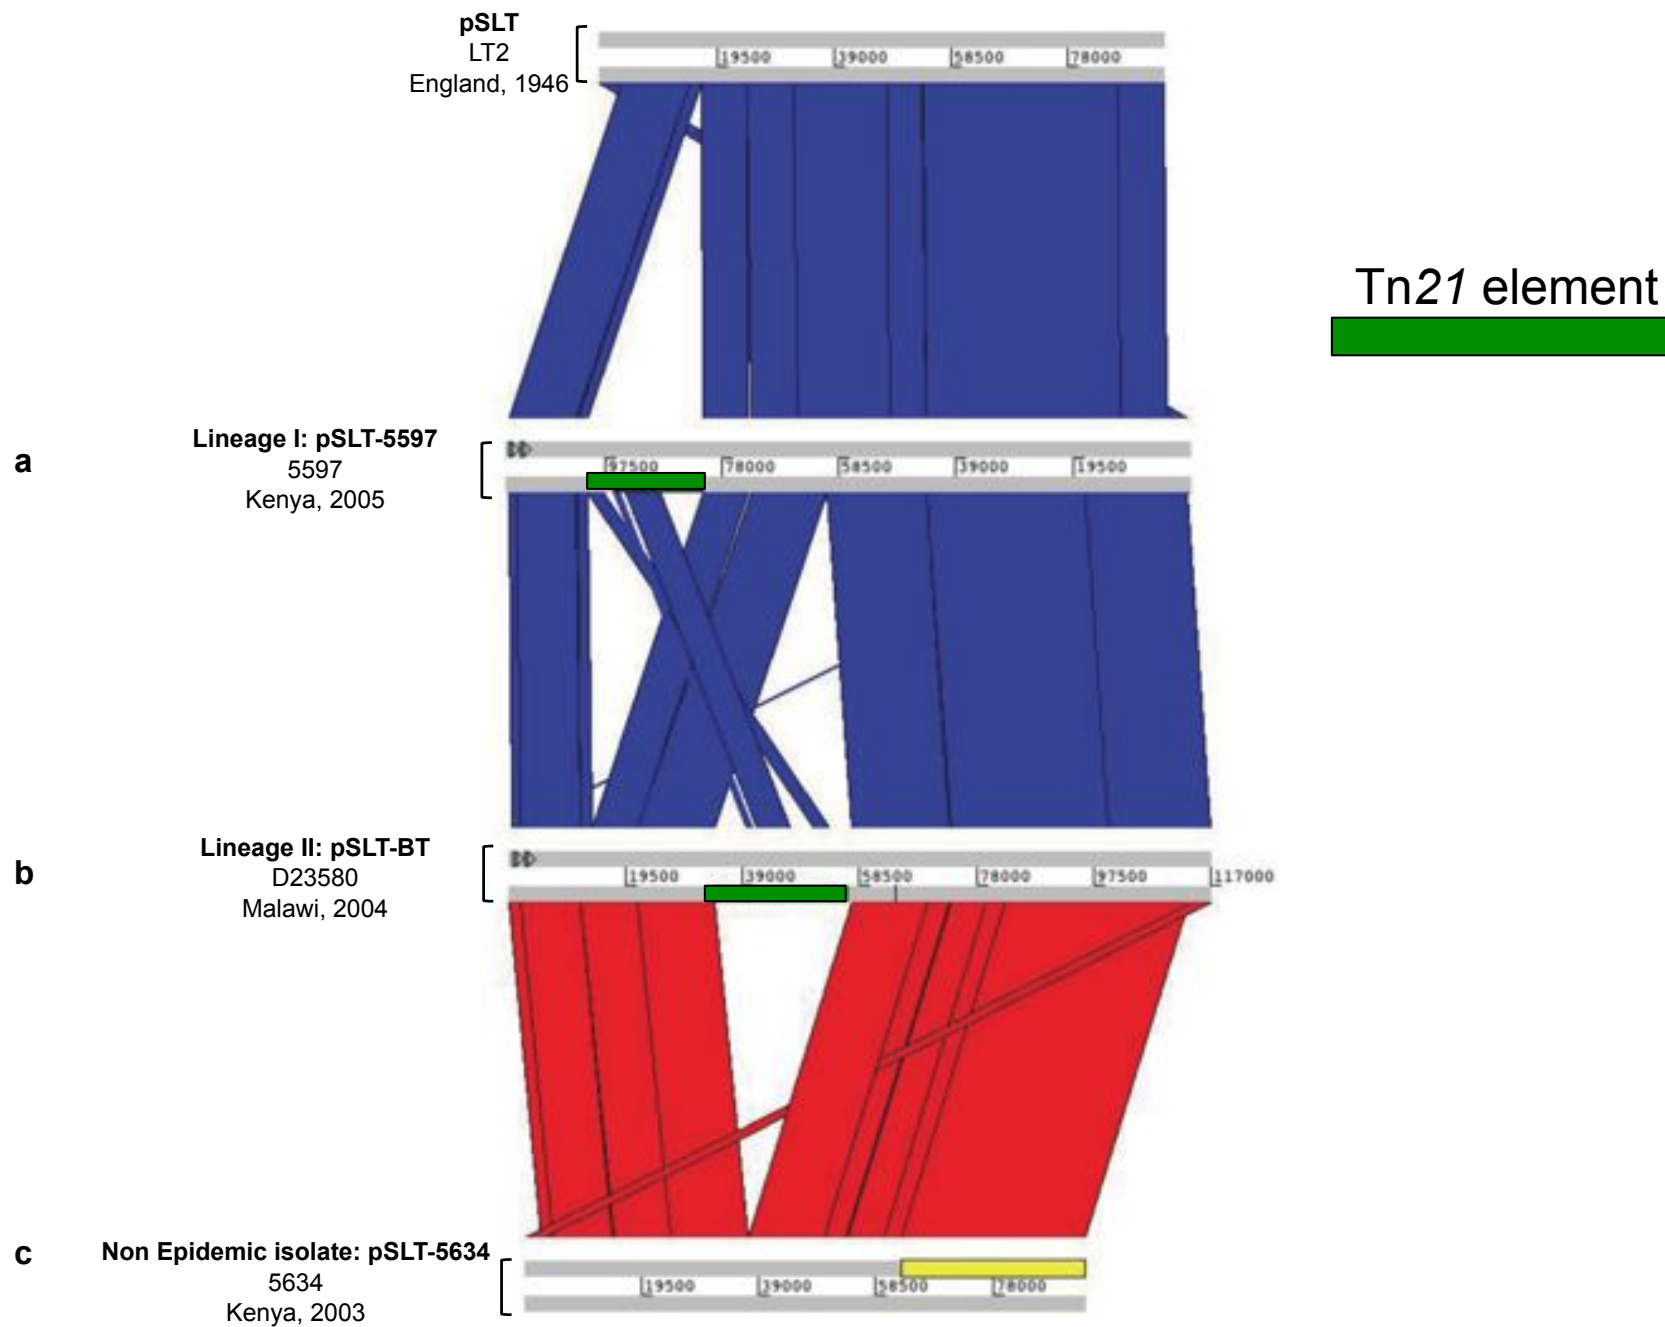 pSLT
LT2
England, 1946
19500 39000 58500 78000
Tn21 element
a
Lineage I: pSLT-5597
5597
Kenya, 2005
97500 78000 58500 39000 19500
b
Lineage II: pSLT-BT
D23580
Malawi, 2004
19500 39000 58500 78000 97500 117000
c
Non Epidemic isolate: pSLT-5634
5634
Kenya, 2003
19500 39000 58500 78000